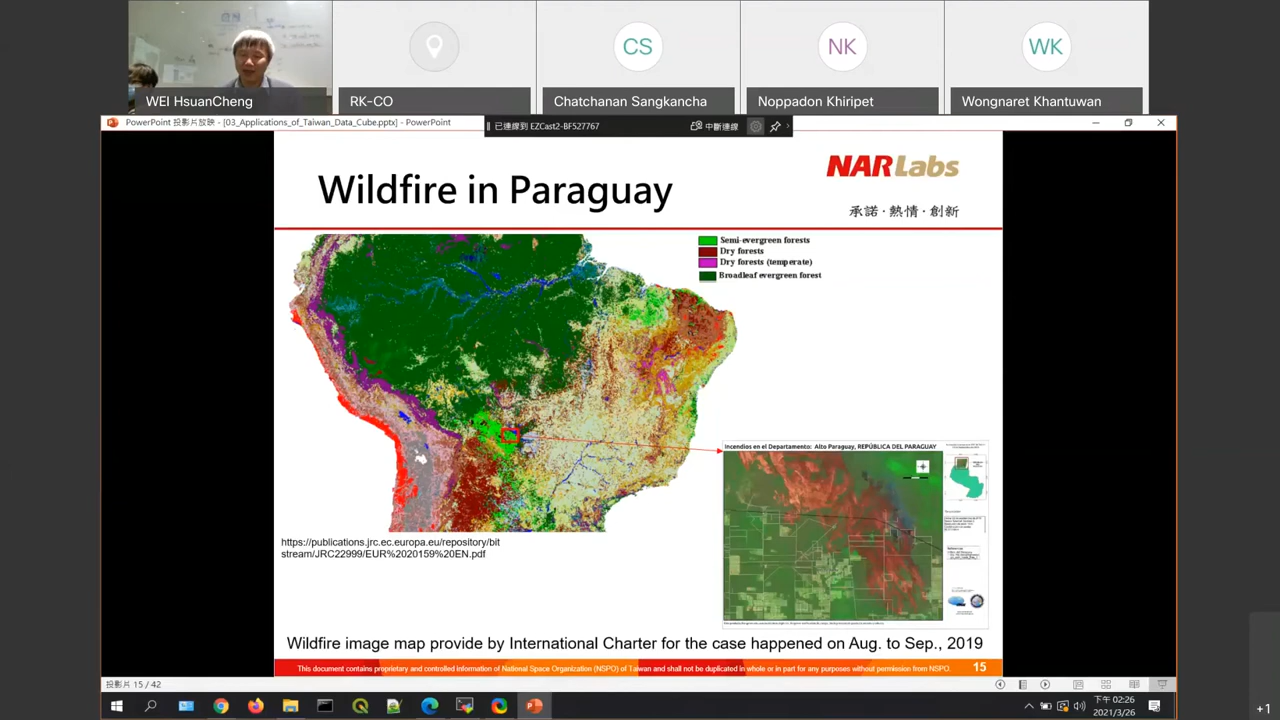 CS
NK
WK
WEI HsuanCheng
RK-CO
Chatchanan Sangkancha
Noppadon Khiripet
Wongnaret Khantuwan
PowerPoint 投影片放映 - [03_Applications_of_Taiwan_Data_Cube.pptx] - PowerPoint
已連線到 EZCast2-BF527767
中斷連線
Wildfire in Paraguay
NARLabs
承諾·熱情·創新
Semi-evergreen forests
Dry forests
Dry forests (temperate)
Broadleaf evergreen forest
Incendios en el Departamento: Alto Paraguay, REPÚBLICA DEL PARAGUAY
https://publications.jrc.ec.europa.eu/repository/bit
stream/JRC22999/EUR%2020159%20EN.pdf
Wildfire image map provide by International Charter for the case happened on Aug. to Sep., 2019
This document contains proprietary and controlled information of National Space Organization (NSPO) of Taiwan and shall not be duplicated in whole or in part for any purposes without permission from NSPO.
15
投影片 15 / 42
下午 02:26
2021/3/26
+1